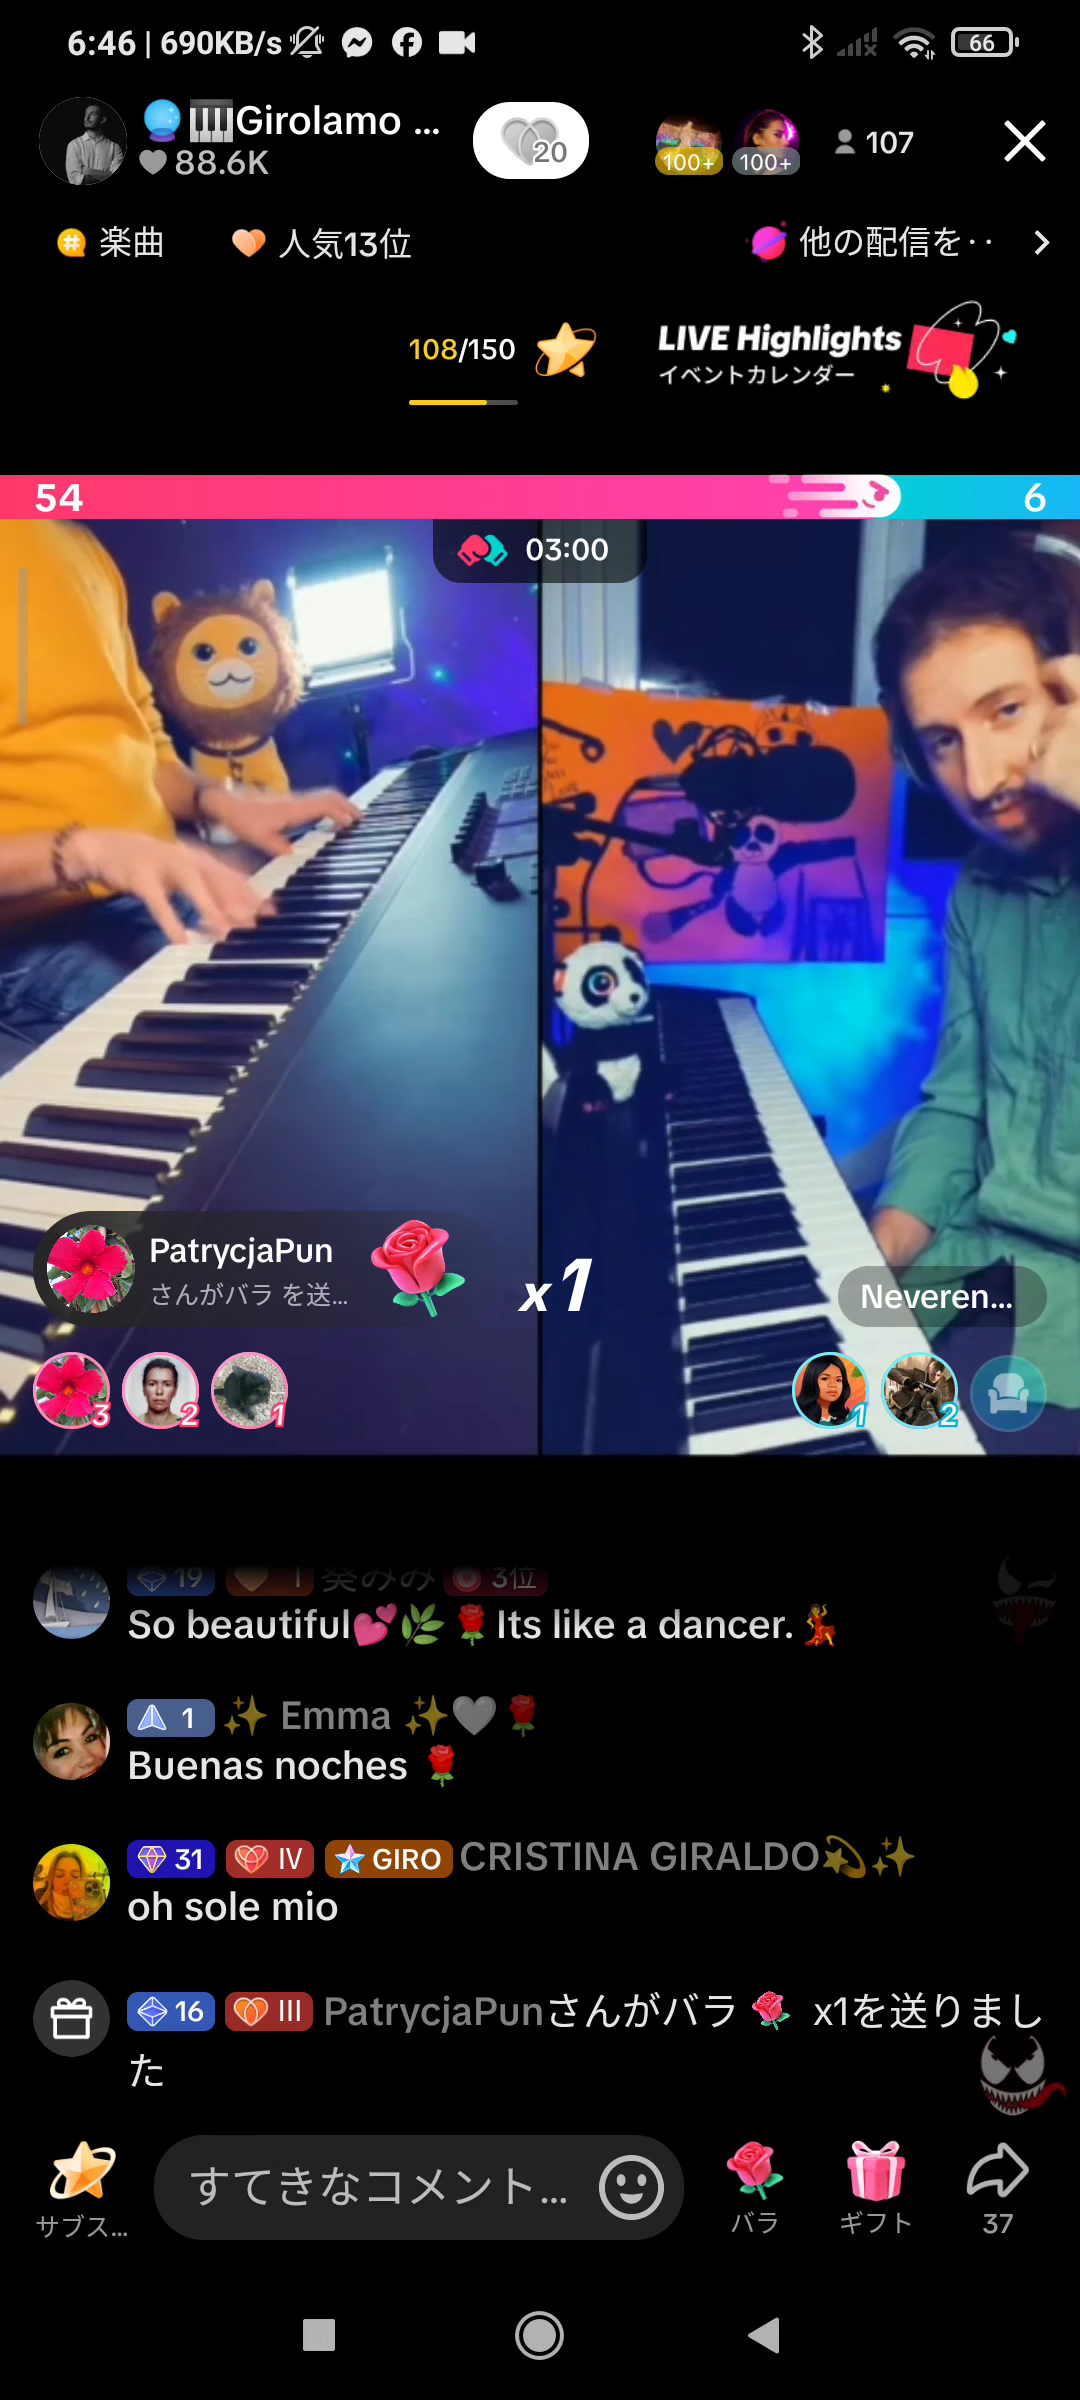 6:46 | 690KB/s
66
Girolamo ...
88.6K
20
100+
100+
107
楽曲
人気13位
他の配信を··
108/150
LIVE Highlights
イベントカレンダー
54
6
03:00
PatrycjaPun
さんがバラ を送...
x1
Neveren...
3
2
1
1
2
19
I
癸みみ
3位
So beautiful💕🌿🌹Its like a dancer.💃
1
✨ Emma ✨🤍🌹
Buenas noches 🌹
31
IV
GIRO
CRISTINA GIRALDO💫✨
oh sole mio
16
III
PatrycjaPunさんがバラ🌹 x1を送りまし
た
サブス...
すてきなコメント...
バラ
ギフト
37